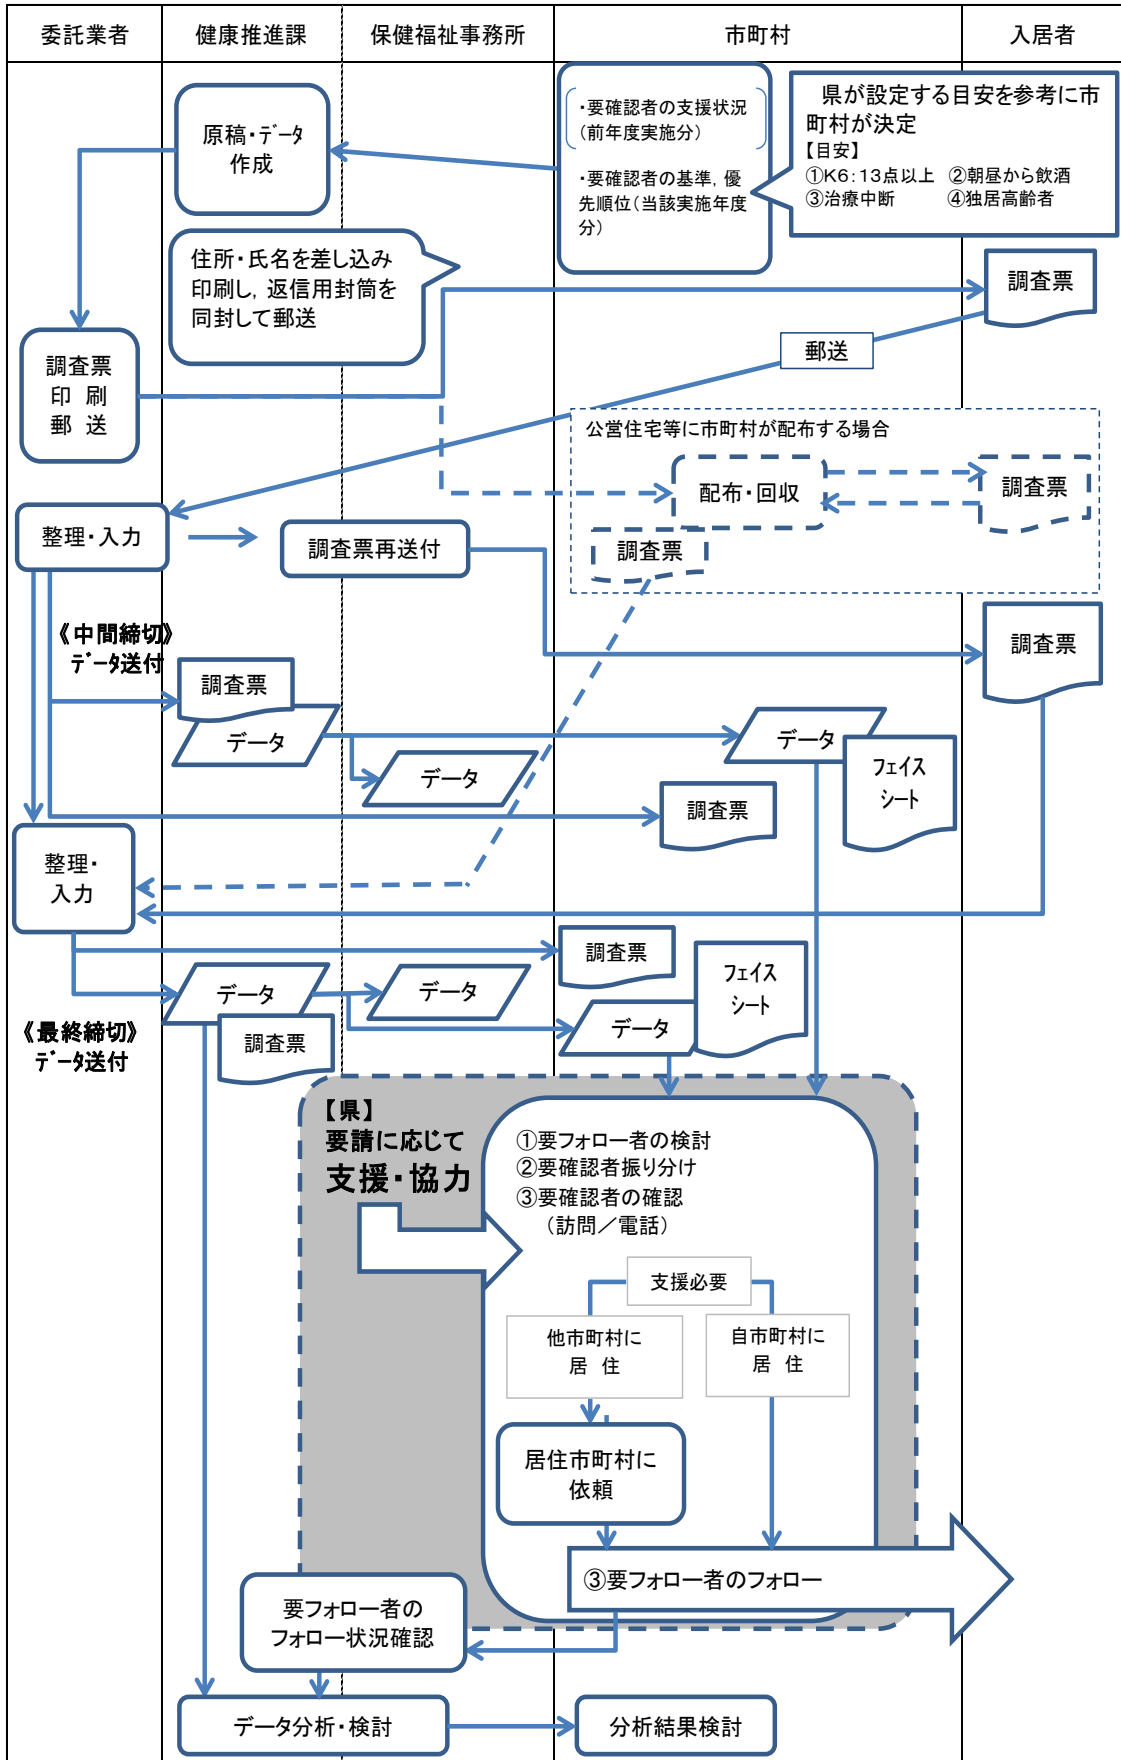 委託業者
健康推進課
保健福祉事務所
市町村
入居者
原稿・データ
作成
・要確認者の支援状況
(前年度実施分)
・要確認者の基準，優
先順位（当該実施年度
分）
県が設定する目安を参考に市
町村が決定
【目安】
①K6：13点以上 ②朝昼から飲酒
③治療中断 ④独居高齢者
住所・氏名を差し込み
印刷し，返信用封筒を
同封して郵送
調査票
調査票
印 刷
郵 送
郵送
公営住宅等に市町村が配布する場合
配布・回収
調査票
調査票
整理・入力
調査票再送付
《中間締切》
データ送付
調査票
調査票
データ
データ
データ
フェイス
シート
調査票
整理・
入力
調査票
フェイス
シート
データ
データ
データ
調査票
《最終締切》
データ送付
【県】
要請に応じて
支援・協力
①要フォロー者の検討
②要確認者振り分け
③要確認者の確認
（訪問／電話）
支援必要
他市町村に
居 住
自市町村に
居 住
居住市町村に
依頼
③要フォロー者のフォロー
要フォロー者の
フォロー状況確認
データ分析・検討
分析結果検討